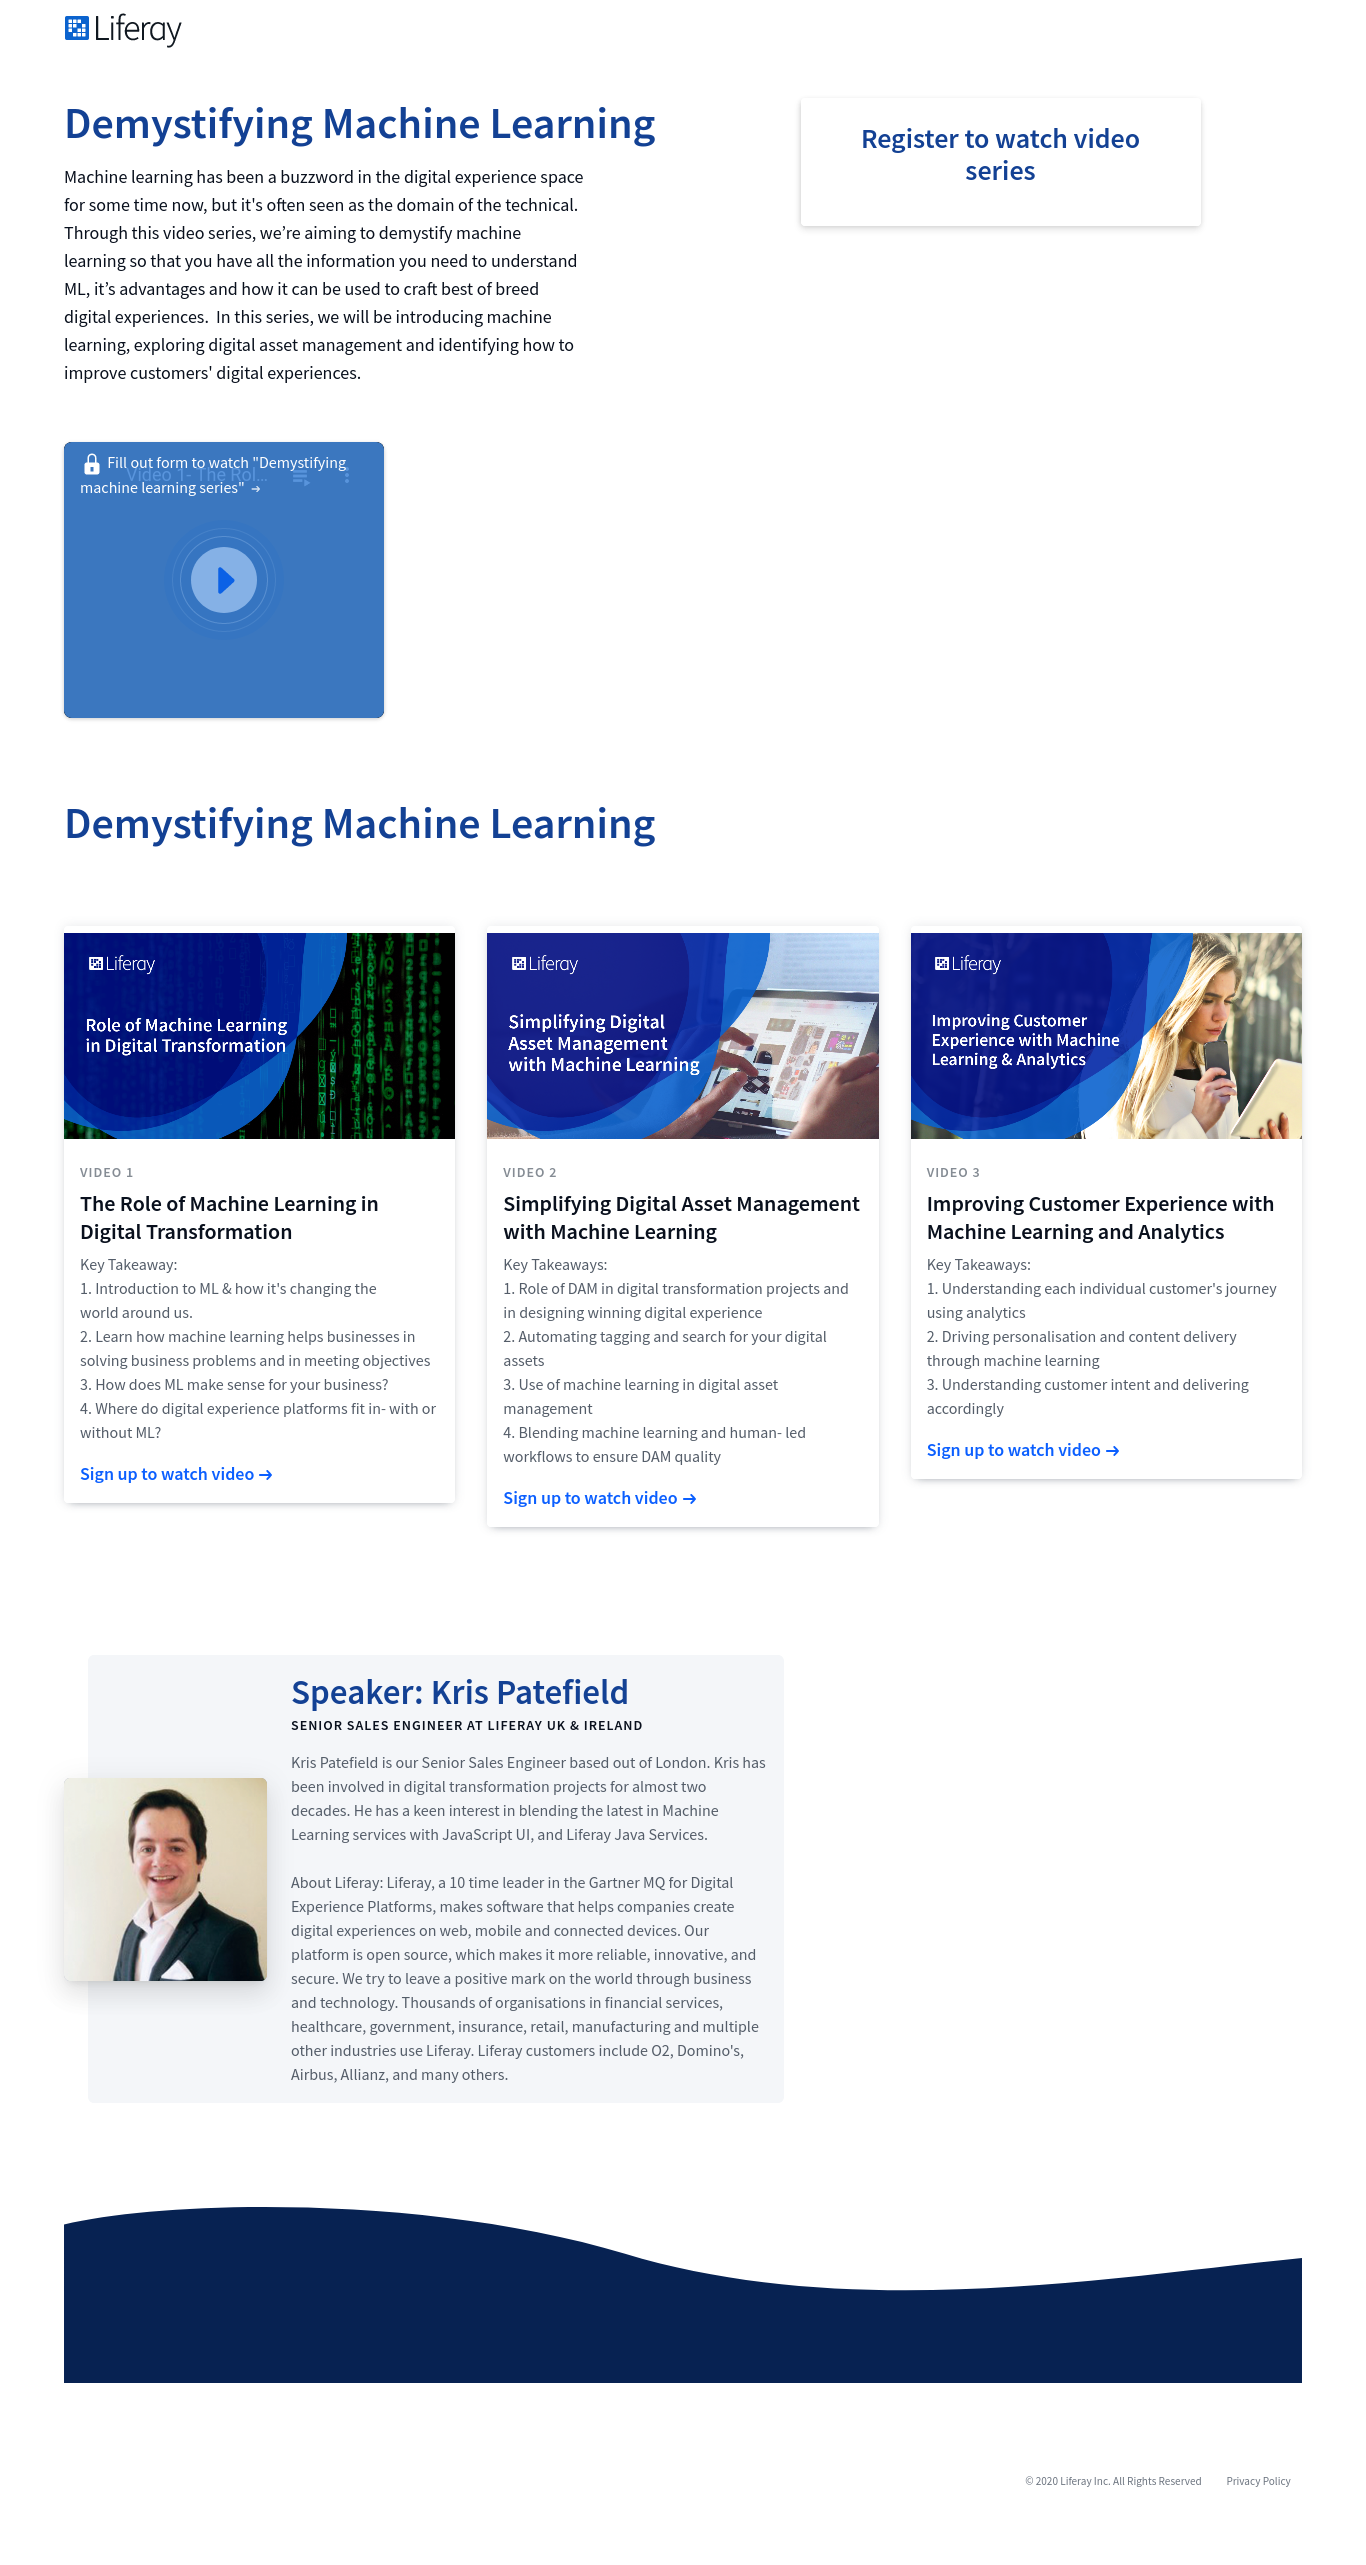 Liferay
Demystifying Machine Learning
Machine learning has been a buzzword in the digital experience space
for some time now, but it's often seen as the domain of the technical.
Through this video series, we’re aiming to demystify machine
learning so that you have all the information you need to understand
ML, it’s advantages and how it can be used to craft best of breed
digital experiences.  In this series, we will be introducing machine
learning, exploring digital asset management and identifying how to
improve customers' digital experiences.
Register to watch video
series
Fill out form to watch "Demystifying
machine learning series" →
Video 1- The Rol...
Demystifying Machine Learning
Liferay
Role of Machine Learning
in Digital Transformation
VIDEO 1
The Role of Machine Learning in
Digital Transformation
Key Takeaway:
1. Introduction to ML & how it's changing the
world around us.
2. Learn how machine learning helps businesses in
solving business problems and in meeting objectives
3. How does ML make sense for your business?
4. Where do digital experience platforms fit in- with or
without ML?
Sign up to watch video →
Liferay
Simplifying Digital
Asset Management
with Machine Learning
VIDEO 2
Simplifying Digital Asset Management
with Machine Learning
Key Takeaways:
1. Role of DAM in digital transformation projects and
in designing winning digital experience
2. Automating tagging and search for your digital
assets
3. Use of machine learning in digital asset
management
4. Blending machine learning and human- led
workflows to ensure DAM quality
Sign up to watch video →
Liferay
Improving Customer
Experience with Machine
Learning & Analytics
VIDEO 3
Improving Customer Experience with
Machine Learning and Analytics
Key Takeaways:
1. Understanding each individual customer's journey
using analytics
2. Driving personalisation and content delivery
through machine learning
3. Understanding customer intent and delivering
accordingly
Sign up to watch video →
Speaker: Kris Patefield
SENIOR SALES ENGINEER AT LIFERAY UK & IRELAND
Kris Patefield is our Senior Sales Engineer based out of London. Kris has
been involved in digital transformation projects for almost two
decades. He has a keen interest in blending the latest in Machine
Learning services with JavaScript UI, and Liferay Java Services.
About Liferay: Liferay, a 10 time leader in the Gartner MQ for Digital
Experience Platforms, makes software that helps companies create
digital experiences on web, mobile and connected devices. Our
platform is open source, which makes it more reliable, innovative, and
secure. We try to leave a positive mark on the world through business
and technology. Thousands of organisations in financial services,
healthcare, government, insurance, retail, manufacturing and multiple
other industries use Liferay. Liferay customers include O2, Domino's,
Airbus, Allianz, and many others.
© 2020 Liferay Inc. All Rights Reserved
Privacy Policy